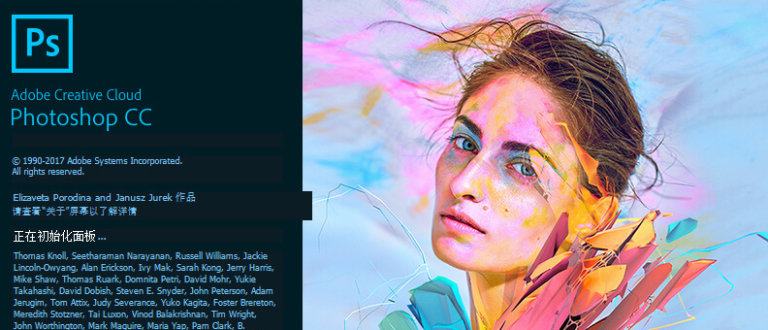 Ps
Adobe Creative Cloud
Photoshop CC
© 1990-2017 Adobe Systems Incorporated.
All rights reserved.
Elizaveta Porodina and Janusz Jurek 作品
请查看“关于”屏幕以了解详情
正在初始化面板...
Thomas Knoll, Seetharaman Narayanan, Russell Williams, Jackie
Lincoln-Owyang, Alan Erickson, Ivy Mak, Sarah Kong, Jerry Harris,
Mike Shaw, Thomas Ruark, Domnita Petri, David Mohr, Yukie
Takahashi, David Dobish, Steven E. Snyder, John Peterson, Adam
Jerugim, Tom Attix, Judy Severance, Yuko Kagita, Foster Brereton,
Meredith Stotzner, Tai Luxon, Vinod Balakrishnan, Tim Wright,
John Worthington, Mark Maguire, Maria Yap, Pam Clark, B.